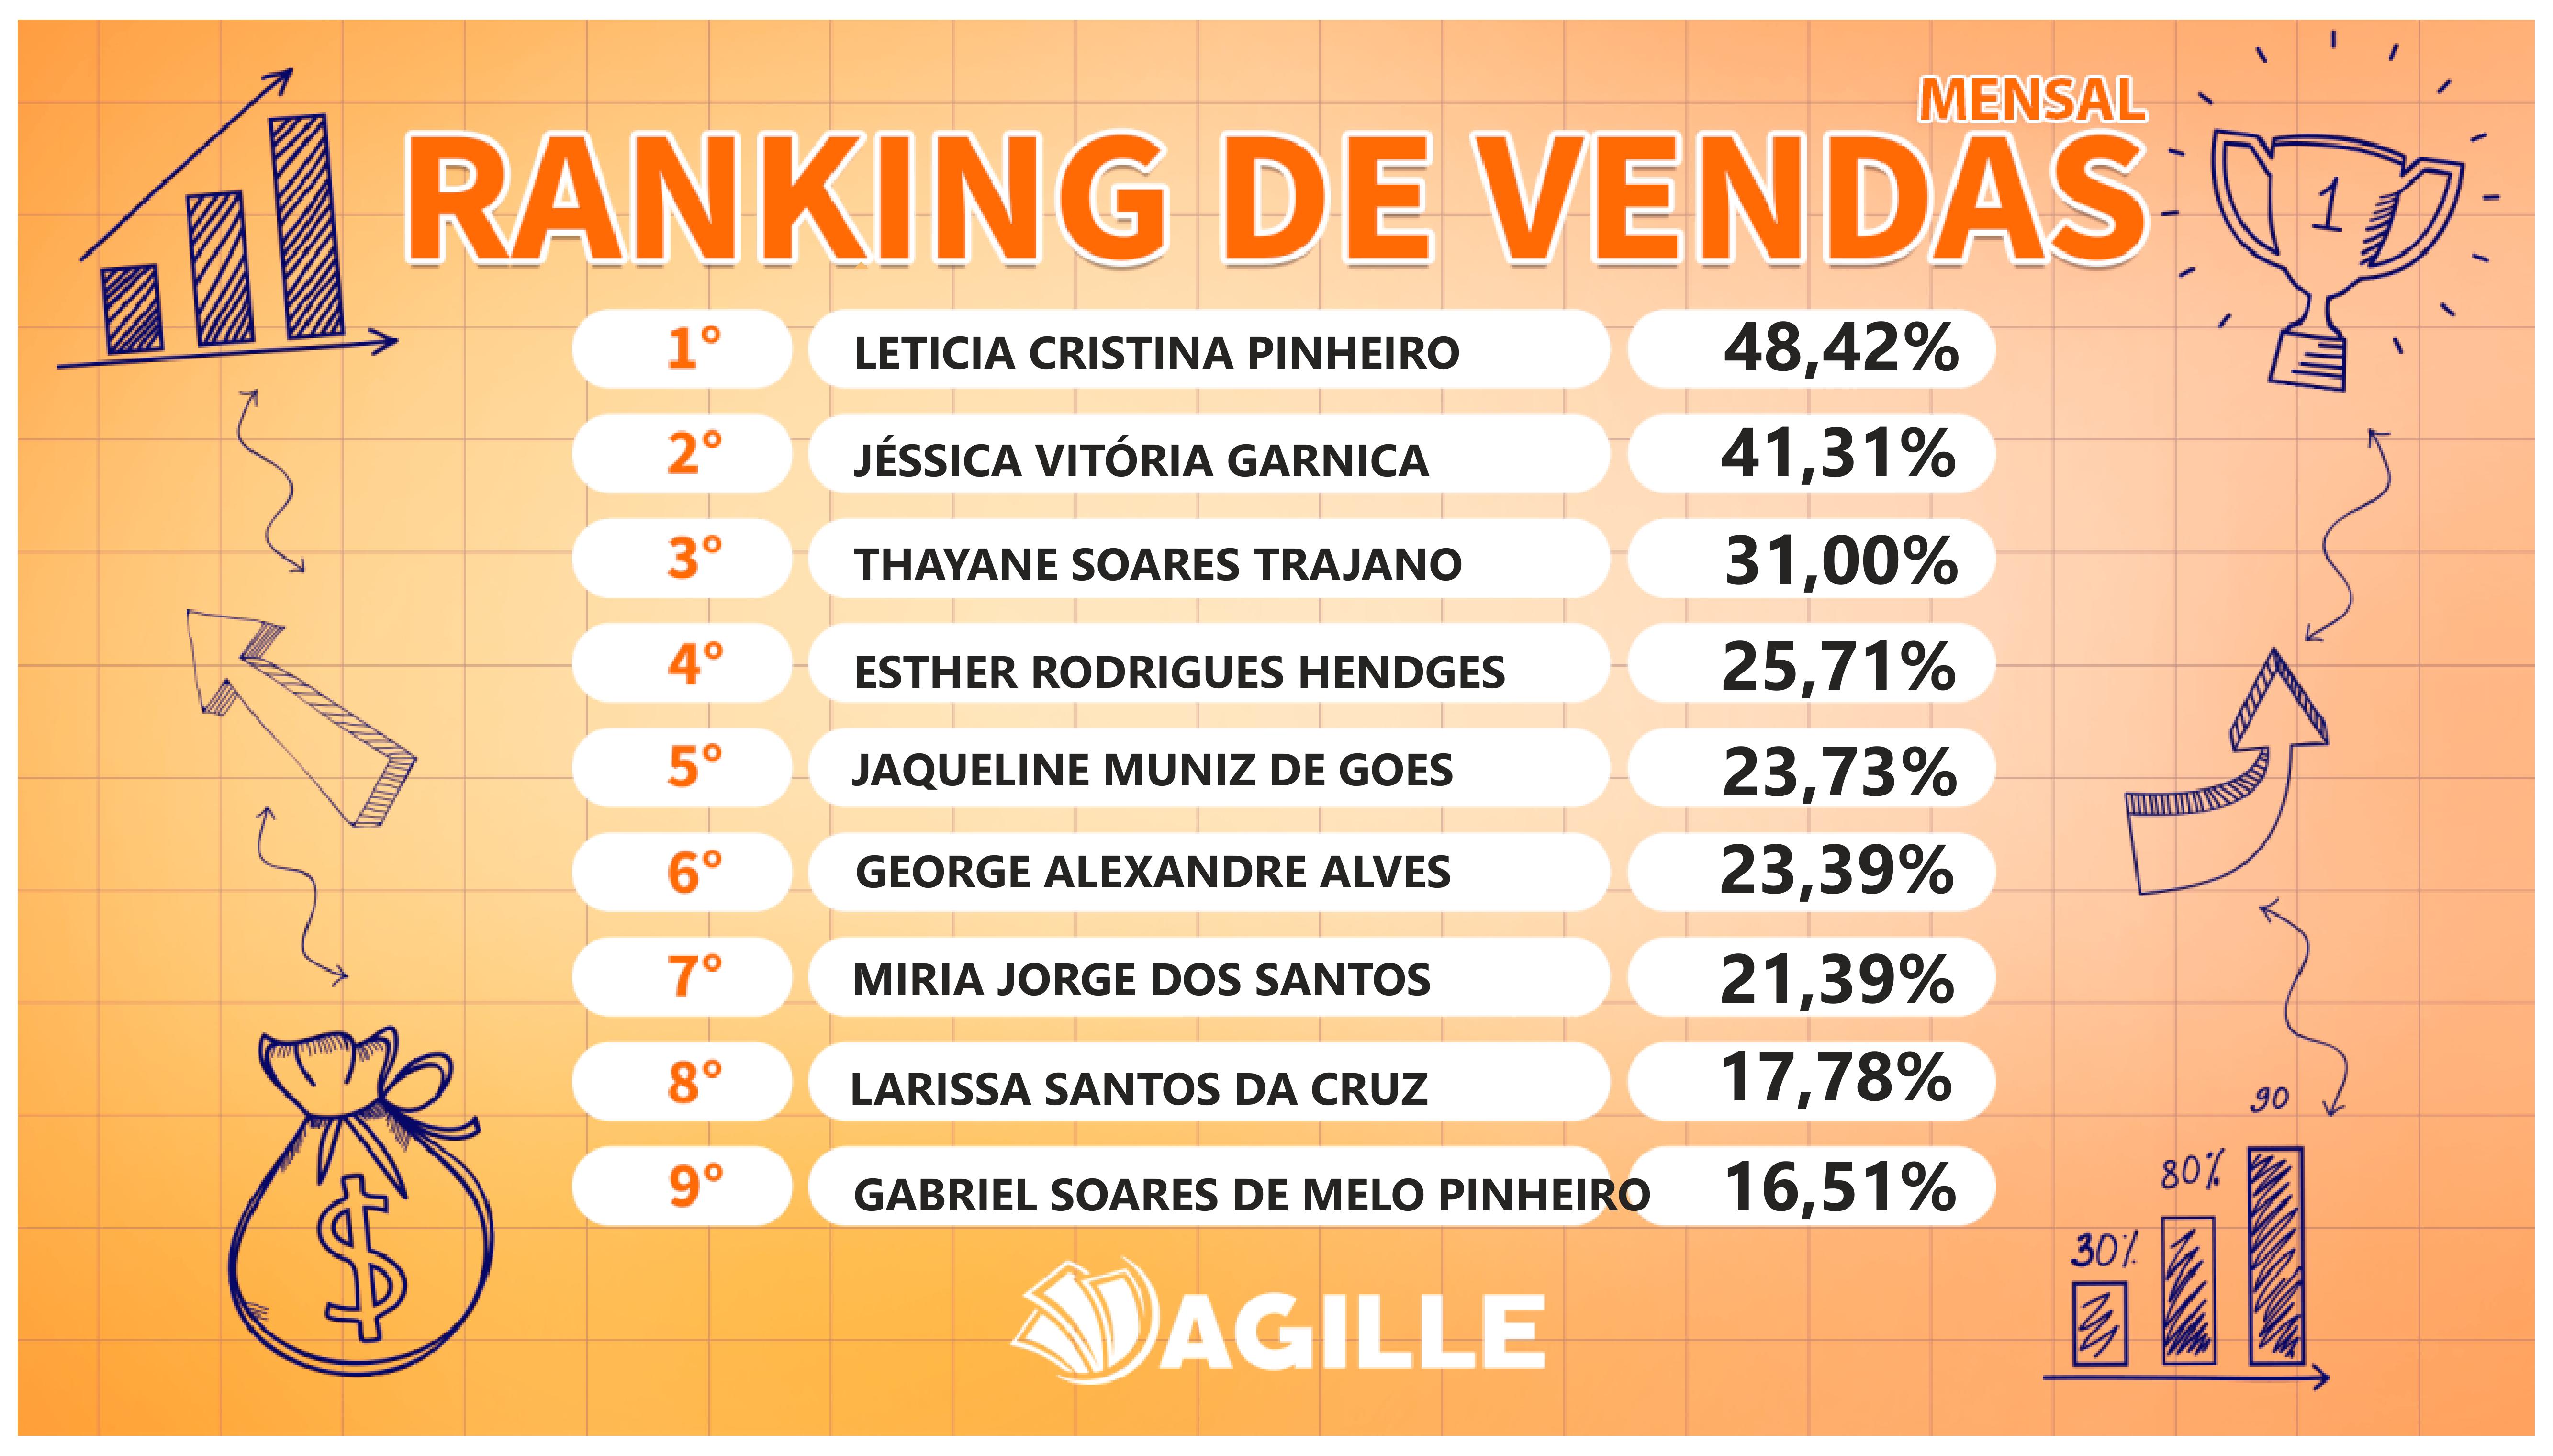 MENSAL
RANKING DE VENDAS
1
1° LETICIA CRISTINA PINHEIRO 48,42%
2° JÉSSICA VITÓRIA GARNICA 41,31%
3° THAYANE SOARES TRAJANO 31,00%
4° ESTHER RODRIGUES HENDGES 25,71%
5° JAQUELINE MUNIZ DE GOES 23,73%
6° GEORGE ALEXANDRE ALVES 23,39%
7° MIRIA JORGE DOS SANTOS 21,39%
8° LARISSA SANTOS DA CRUZ 17,78%
9° GABRIEL SOARES DE MELO PINHEIRO 16,51%
90
80%
30%
$
AGILLE